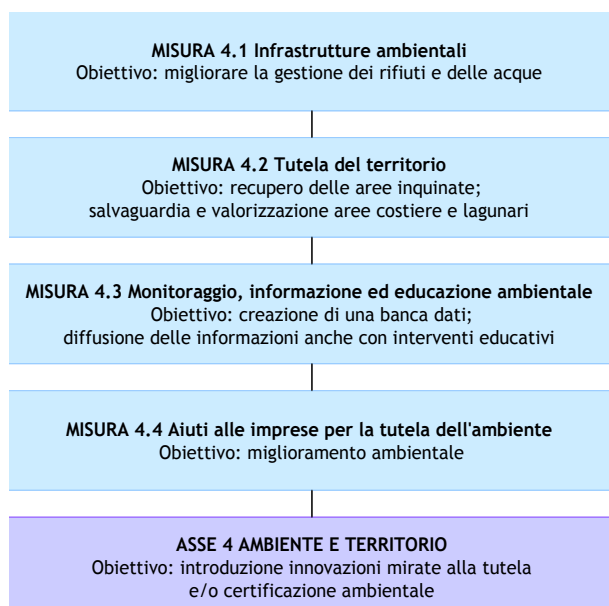 MISURA 4.1 Infrastrutture ambientali
Obiettivo: migliorare la gestione dei rifiuti e delle acque
MISURA 4.2 Tutela del territorio
Obiettivo: recupero delle aree inquinate;
salvaguardia e valorizzazione aree costiere e lagunari
MISURA 4.3 Monitoraggio, informazione ed educazione ambientale
Obiettivo: creazione di una banca dati;
diffusione delle informazioni anche con interventi educativi
MISURA 4.4 Aiuti alle imprese per la tutela dell'ambiente
Obiettivo: miglioramento ambientale
ASSE 4 AMBIENTE E TERRITORIO
Obiettivo: introduzione innovazioni mirate alla tutela
e/o certificazione ambientale